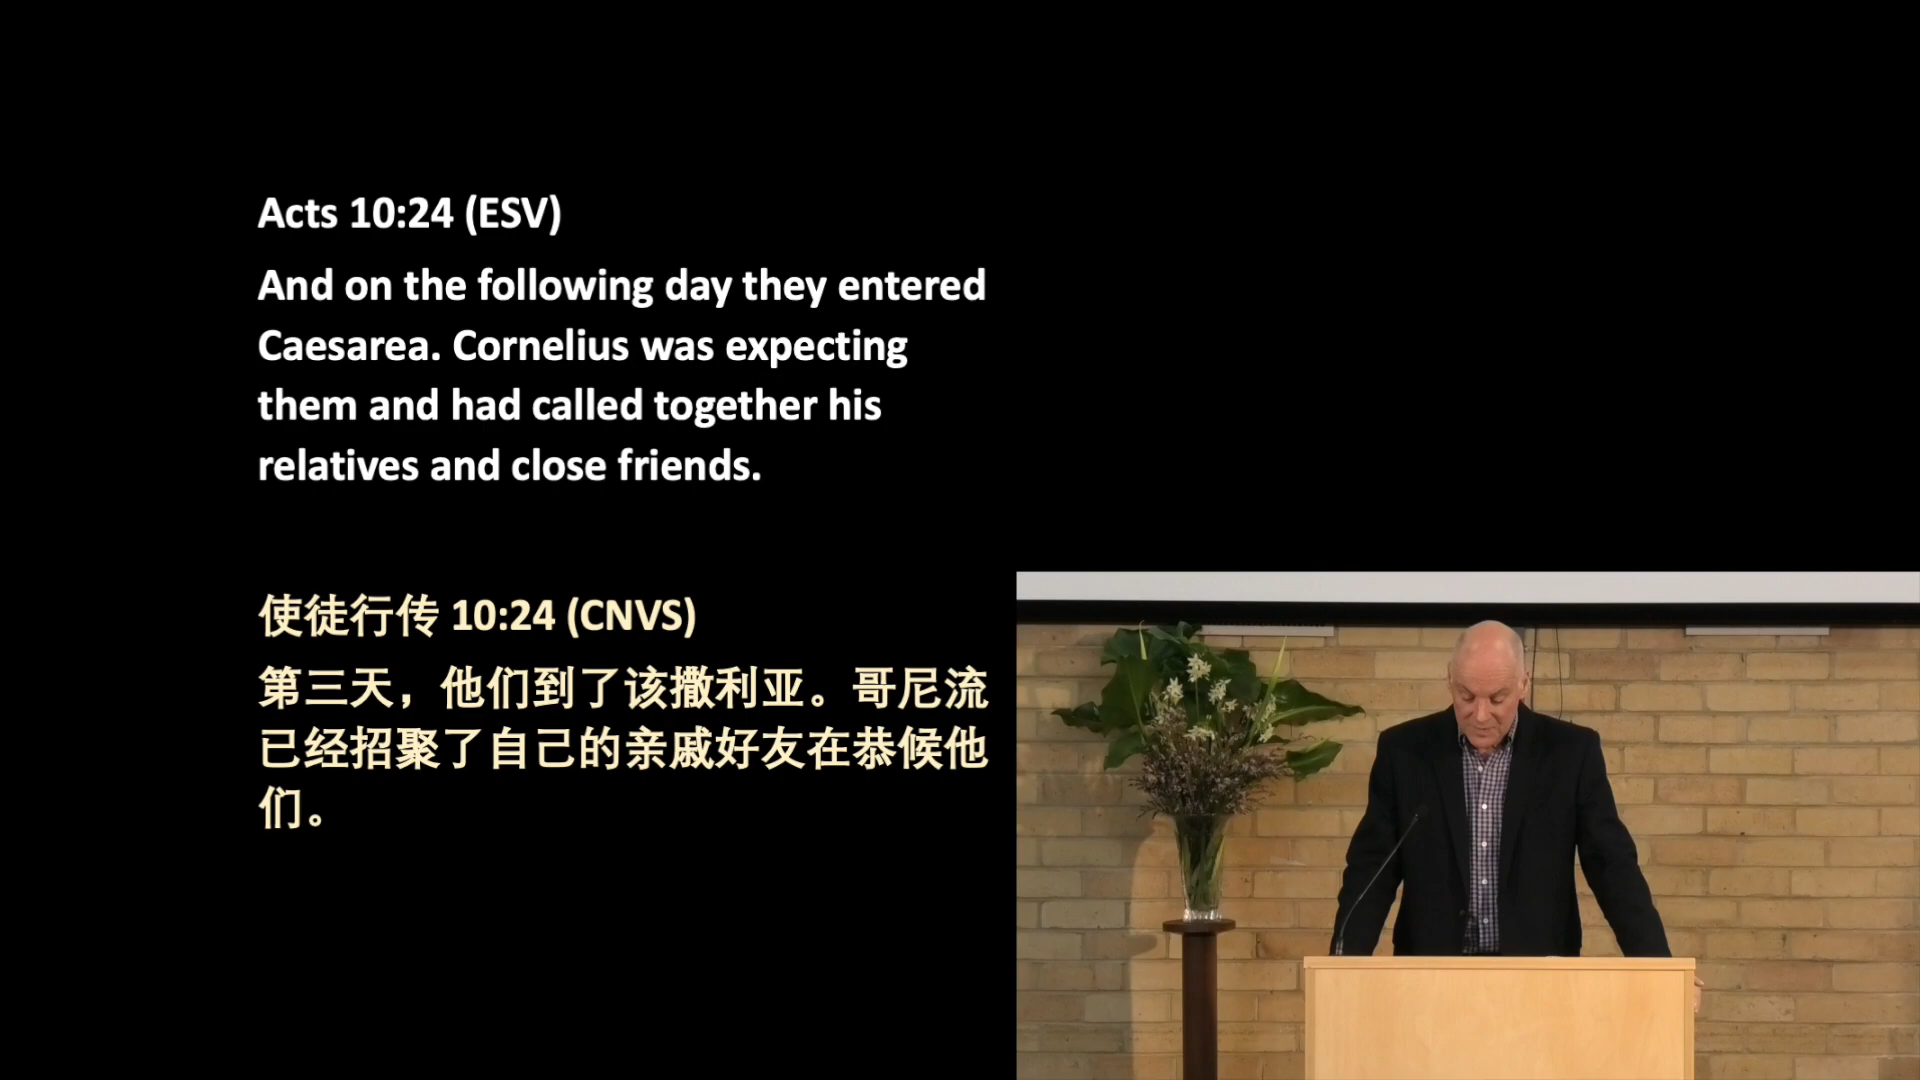 Acts 10:24 (ESV)
And on the following day they entered
Caesarea. Cornelius was expecting
them and had called together his
relatives and close friends.
使徒行传 10:24 (CNVS)
第三天，他们到了该撒利亚。哥尼流
已经招聚了自己的亲戚好友在恭候他
们。